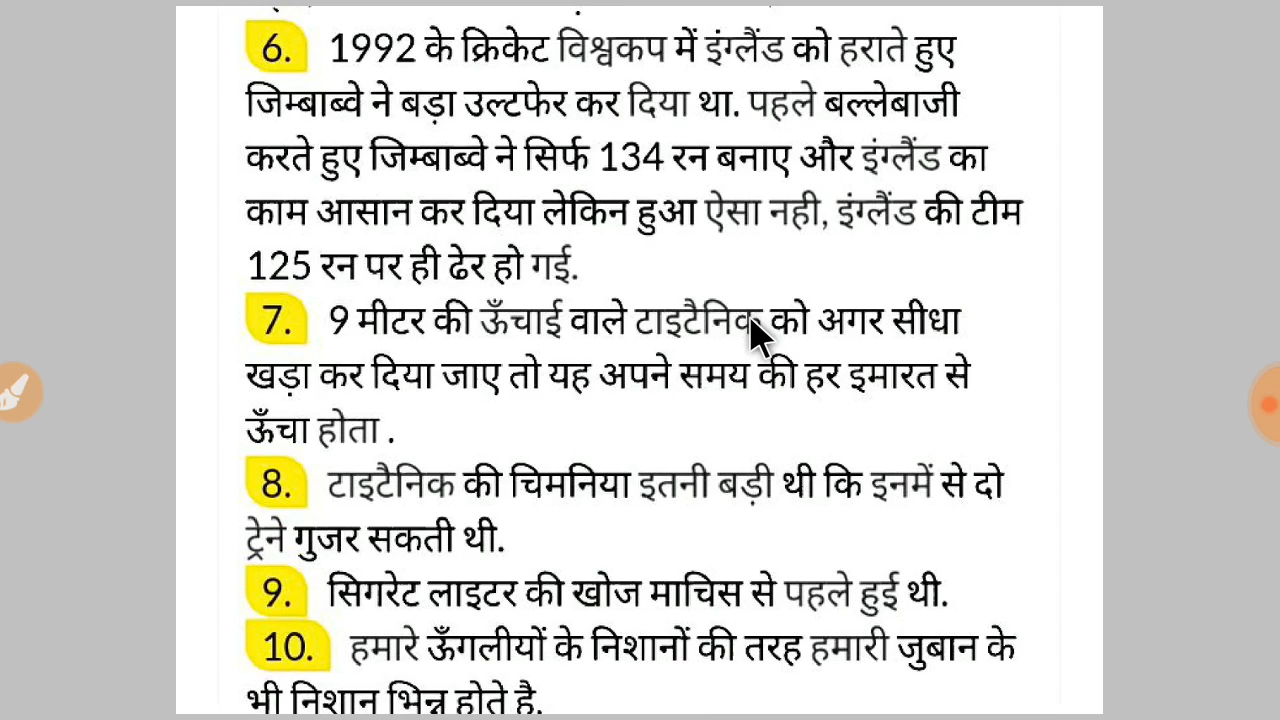 6. 1992 के क्रिकेट विश्वकप में इंग्लैंड को हराते हुए
जिम्बाब्वे ने बड़ा उल्टफेर कर दिया था. पहले बल्लेबाजी
करते हुए जिम्बाब्वे ने सिर्फ 134 रन बनाए और इंग्लैंड का
काम आसान कर दिया लेकिन हुआ ऐसा नही, इंग्लैंड की टीम
125 रन पर ही ढेर हो गई.
7. 9 मीटर की ऊँचाई वाले टाइटैनिक को अगर सीधा
खड़ा कर दिया जाए तो यह अपने समय की हर इमारत से
ऊँचा होता .
8. टाइटैनिक की चिमनिया इतनी बड़ी थी कि इनमें से दो
ट्रेने गुजर सकती थी.
9. सिगरेट लाइटर की खोज माचिस से पहले हुई थी.
10. हमारे ऊँगलीयों के निशानों की तरह हमारी जुबान के
भी निशान भिन्न होते है.